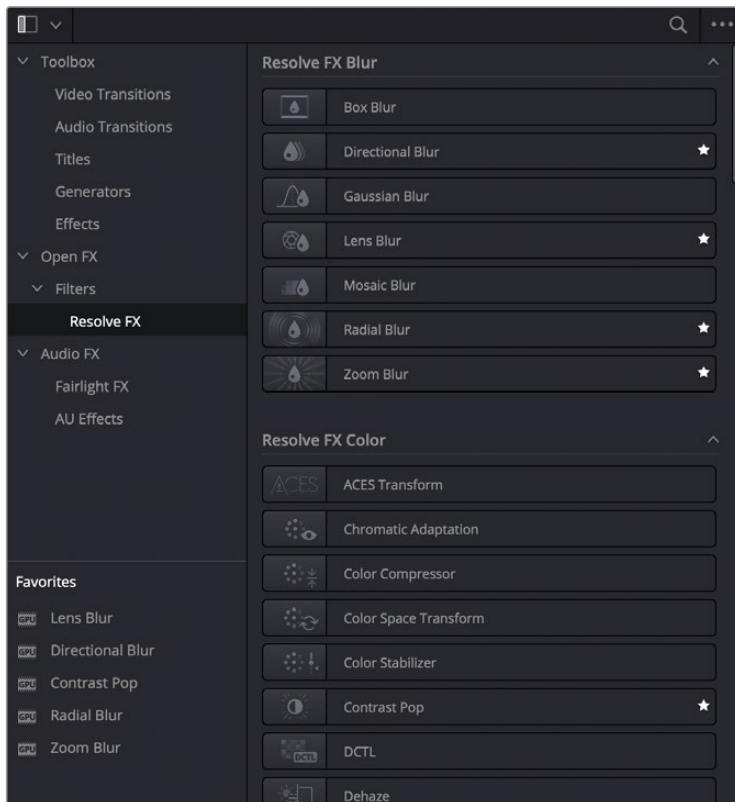 Toolbox
Video Transitions
Audio Transitions
Titles
Generators
Effects
Open FX
Filters
Resolve FX
Audio FX
Fairlight FX
AU Effects
Favorites
GPU Lens Blur
GPU Directional Blur
GPU Contrast Pop
GPU Radial Blur
GPU Zoom Blur
Resolve FX Blur
Box Blur
Directional Blur
Gaussian Blur
Lens Blur
Mosaic Blur
Radial Blur
Zoom Blur
Resolve FX Color
ACES ACES Transform
Chromatic Adaptation
Color Compressor
Color Space Transform
Color Stabilizer
Contrast Pop
DCTL DCTL
Dehaze